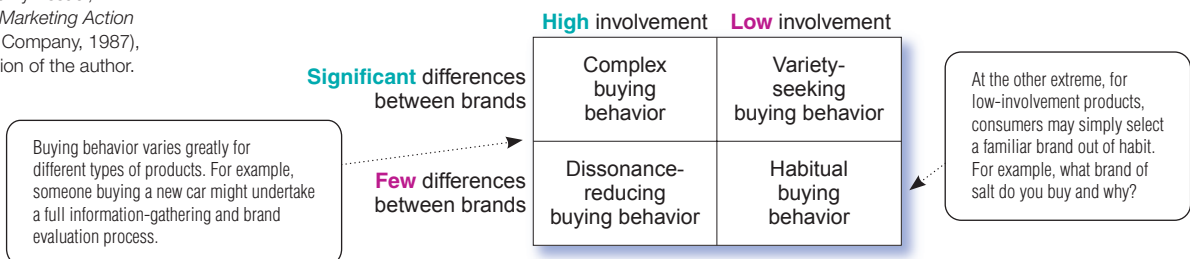 Marketing Action
Company, 1987),
ion of the author.
High involvement
Low involvement
Significant differences
between brands
Complex
buying
behavior
Variety-
seeking
buying behavior
Few differences
between brands
Dissonance-
reducing
buying behavior
Habitual
buying
behavior
Buying behavior varies greatly for
different types of products. For example,
someone buying a new car might undertake
a full information-gathering and brand
evaluation process.
At the other extreme, for
low-involvement products,
consumers may simply select
a familiar brand out of habit.
For example, what brand of
salt do you buy and why?